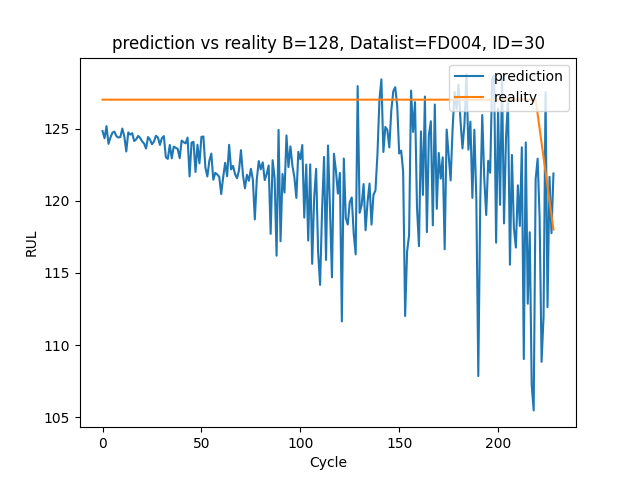 prediction vs reality B=128, Datalist=FD004, ID=30
prediction
reality
125
120
115
110
105
RUL
0 50 100 150 200
Cycle